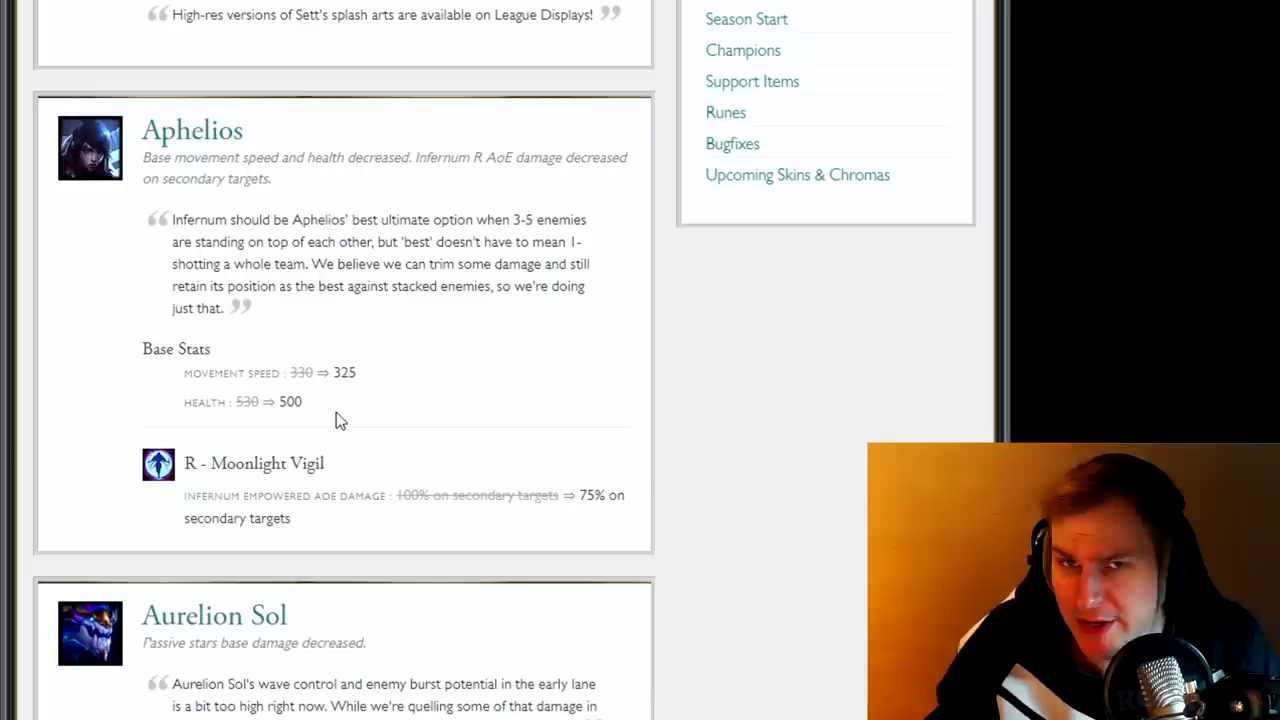 High-res versions of Sett's splash arts are available on League Displays!
Season Start
Champions
Support Items
Runes
Bugfixes
Upcoming Skins & Chromas
Aphelios
Base movement speed and health decreased. Infernum R AoE damage decreased
on secondary targets.
Infernum should be Aphelios' best ultimate option when 3-5 enemies
are standing on top of each other, but 'best' doesn't have to mean 1-
shotting a whole team. We believe we can trim some damage and still
retain its position as the best against stacked enemies, so we're doing
just that.
Base Stats
MOVEMENT SPEED : 330 ⇒ 325
HEALTH : 530 ⇒ 500
R - Moonlight Vigil
INFERNUM EMPOWERED AOE DAMAGE : 100% on secondary targets ⇒ 75% on
secondary targets
Aurelion Sol
Passive stars base damage decreased.
Aurelion Sol's wave control and enemy burst potential in the early lane
is a bit too high right now. While we're quelling some of that damage in